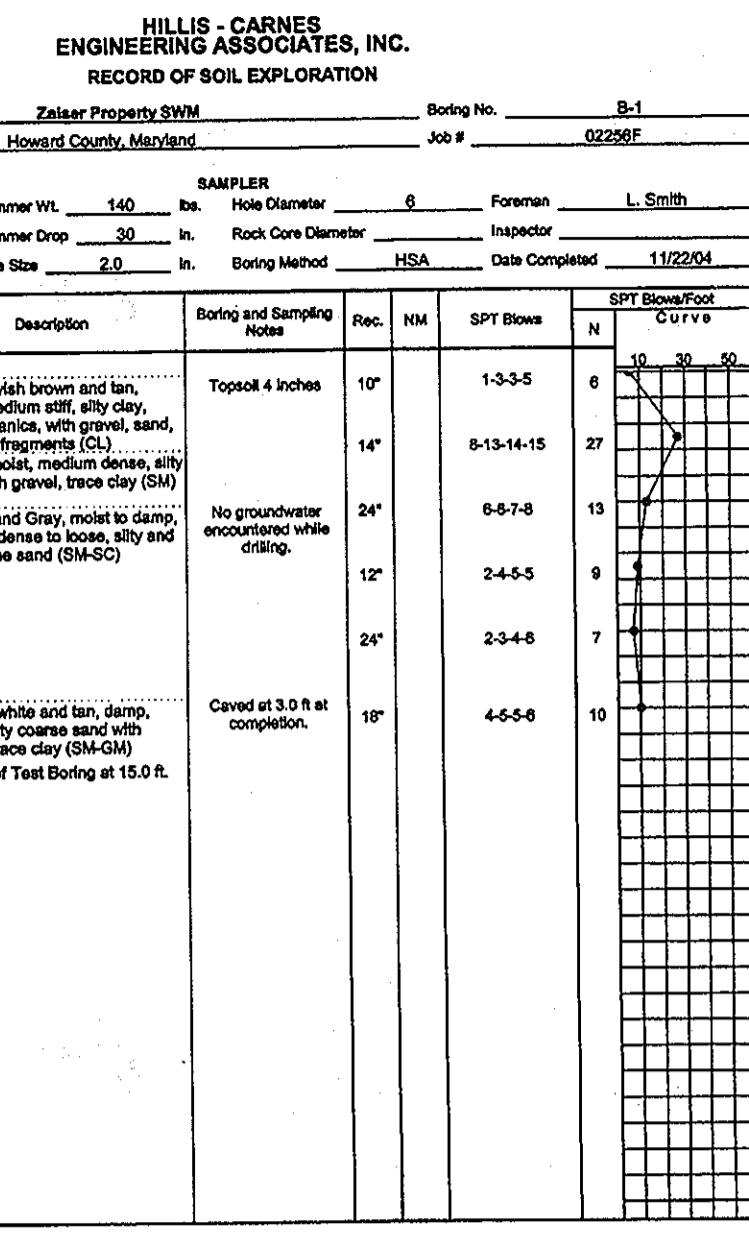 HILLIS - CARNES
ENGINEERING ASSOCIATES, INC.
RECORD OF SOIL EXPLORATION
Zaiser Property SWM Boring No. B-1
Howard County, Maryland Job # 02256F
SAMPLER
mmer Wt. 140 lbs. Hole Diameter 6 Foreman L. Smith
mmer Drop 30 in. Rock Core Diameter Inspector
Size 2.0 in. Boring Method HSA Date Completed 11/22/04
Description Boring and Sampling Notes Rec. NM SPT Blows N SPT Blows/Foot Curve
10 30 50
ish brown and tan, Topsoil 4 inches 10" 1-3-3-5 6
edium stiff, silty clay,
anics, with gravel, sand,
fragments (CL) 14" 8-13-14-15 27
oist, medium dense, silty
h gravel, trace clay (SM)
nd Gray, moist to damp, No groundwater 24" 6-6-7-8 13
dense to loose, silty and encountered while
e sand (SM-SC) drilling.
12" 2-4-5-5 9
24" 2-3-4-6 7
white and tan, damp, Caved at 3.0 ft at 18" 4-5-5-6 10
ty coarse sand with completion.
ace clay (SM-GM)
f Test Boring at 15.0 ft.